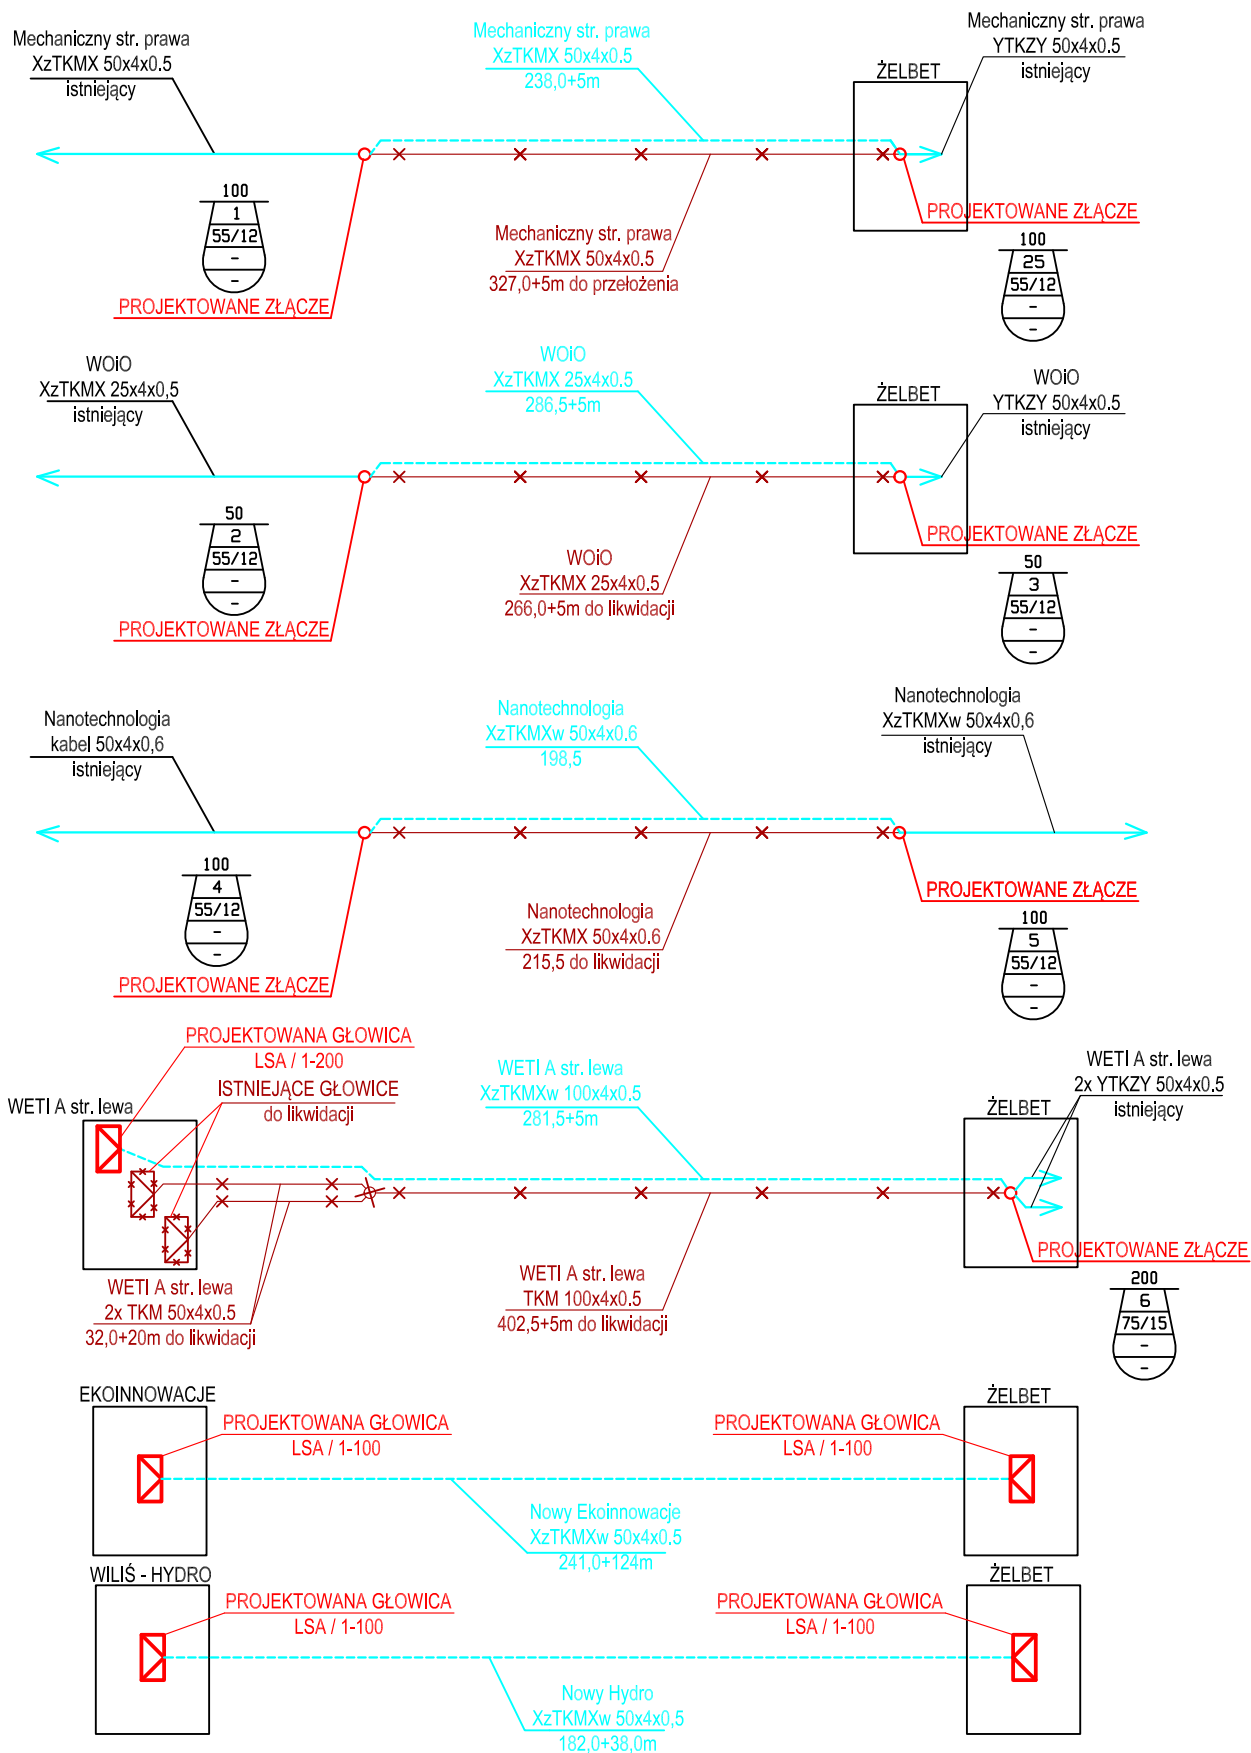 Mechaniczny str. prawa
XzTKMX 50x4x0.5
istniejący
Mechaniczny str. prawa
XzTKMX 50x4x0.5
238,0+5m
Mechaniczny str. prawa
YTKZY 50x4x0.5
istniejący
ŻELBET
100
1
55/12
-
-
PROJEKTOWANE ZŁĄCZE
Mechaniczny str. prawa
XzTKMX 50x4x0.5
327,0+5m do przełożenia
PROJEKTOWANE ZŁĄCZE
100
25
55/12
-
-
WOiO
XzTKMX 25x4x0,5
istniejący
WOiO
XzTKMX 25x4x0.5
286,5+5m
ŻELBET
WOiO
YTKZY 50x4x0.5
istniejący
50
2
55/12
-
-
PROJEKTOWANE ZŁĄCZE
WOiO
XzTKMX 25x4x0.5
266,0+5m do likwidacji
PROJEKTOWANE ZŁĄCZE
50
3
55/12
-
-
Nanotechnologia
kabel 50x4x0,6
istniejący
Nanotechnologia
XzTKMXw 50x4x0.6
198,5
Nanotechnologia
XzTKMXw 50x4x0,6
istniejący
100
4
55/12
-
-
PROJEKTOWANE ZŁĄCZE
Nanotechnologia
XzTKMX 50x4x0.6
215,5 do likwidacji
PROJEKTOWANE ZŁĄCZE
100
5
55/12
-
-
PROJEKTOWANA GŁOWICA
LSA / 1-200
ISTNIEJĄCE GŁOWICE
do likwidacji
WETI A str. lewa
WETI A str. lewa
XzTKMXw 100x4x0.5
281,5+5m
ŻELBET
WETI A str. lewa
2x YTKZY 50x4x0.5
istniejący
WETI A str. lewa
2x TKM 50x4x0.5
32,0+20m do likwidacji
WETI A str. lewa
TKM 100x4x0.5
402,5+5m do likwidacji
PROJEKTOWANE ZŁĄCZE
200
6
75/15
-
-
EKOINNOWACJE
PROJEKTOWANA GŁOWICA
LSA / 1-100
PROJEKTOWANA GŁOWICA
LSA / 1-100
ŻELBET
Nowy Ekoinnowacje
XzTKMXw 50x4x0,5
241,0+124m
WILIŚ - HYDRO
PROJEKTOWANA GŁOWICA
LSA / 1-100
PROJEKTOWANA GŁOWICA
LSA / 1-100
ŻELBET
Nowy Hydro
XzTKMXw 50x4x0,5
182,0+38,0m